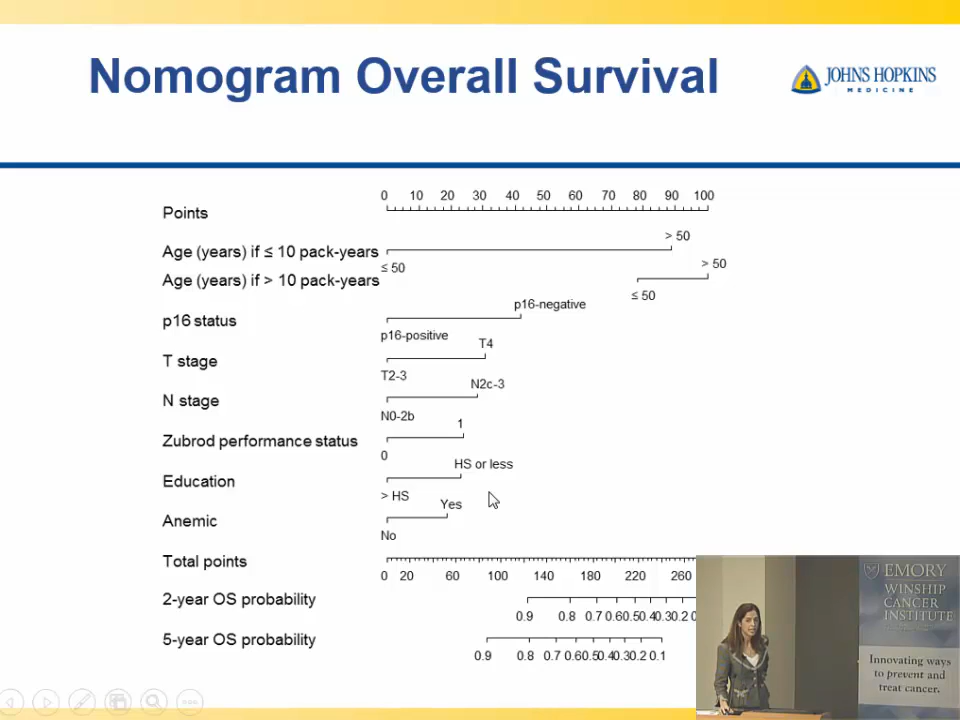 Nomogram Overall Survival
JOHNS HOPKINS
MEDICINE
0 10 20 30 40 50 60 70 80 90 100
Points
> 50
Age (years) if ≤ 10 pack-years
≤ 50
> 50
Age (years) if > 10 pack-years
≤ 50
p16-negative
p16 status
p16-positive
T4
T stage
T2-3
N2c-3
N stage
N0-2b
1
Zubrod performance status
0
HS or less
Education
> HS
Yes
Anemic
No
Total points
0 20 60 100 140 180 220 260
2-year OS probability
0.9 0.8 0.7 0.6 0.5 0.4 0.3 0.2
5-year OS probability
0.9 0.8 0.7 0.6 0.5 0.4 0.3 0.2 0.1
EMORY
WINSHIP
CANCER
INSTITUTE
Innovating ways
to prevent and
treat cancer.